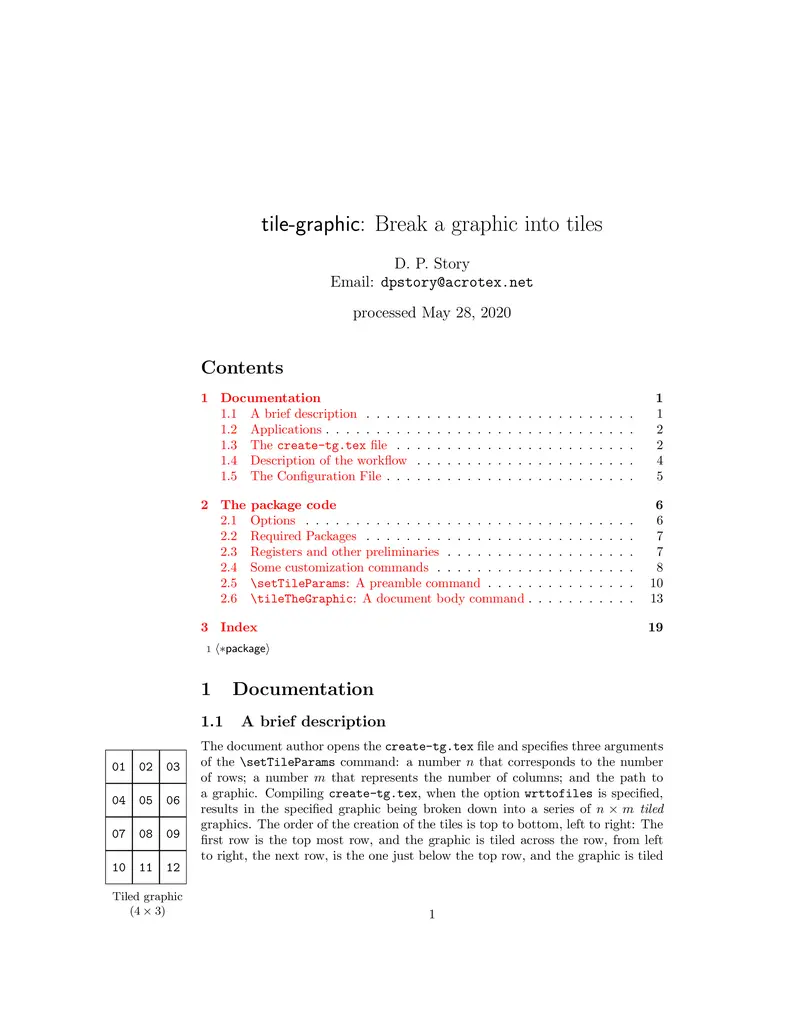 tile-graphic: Break a graphic into tiles
D. P. Story
Email: dpstory@acrotex.net
processed May 28, 2020
Contents
1 Documentation 1
1.1 A brief description . . . . . . . . . . . . . . . . . . . . . . . . . . . 1
1.2 Applications . . . . . . . . . . . . . . . . . . . . . . . . . . . . . . . 2
1.3 The create-tg.tex file . . . . . . . . . . . . . . . . . . . . . . . . 2
1.4 Description of the workflow . . . . . . . . . . . . . . . . . . . . . . 4
1.5 The Configuration File . . . . . . . . . . . . . . . . . . . . . . . . . 5
2 The package code 6
2.1 Options . . . . . . . . . . . . . . . . . . . . . . . . . . . . . . . . . 6
2.2 Required Packages . . . . . . . . . . . . . . . . . . . . . . . . . . . 7
2.3 Registers and other preliminaries . . . . . . . . . . . . . . . . . . . 7
2.4 Some customization commands . . . . . . . . . . . . . . . . . . . . 8
2.5 \setTileParams: A preamble command . . . . . . . . . . . . . . . 10
2.6 \tileTheGraphic: A document body command . . . . . . . . . . . 13
3 Index 19
1 ⟨∗package⟩
1 Documentation
1.1 A brief description
The document author opens the create-tg.tex file and specifies three arguments
of the \setTileParams command: a number n that corresponds to the number
of rows; a number m that represents the number of columns; and the path to
a graphic. Compiling create-tg.tex, when the option wrttofiles is specified,
results in the specified graphic being broken down into a series of n × m tiled
graphics. The order of the creation of the tiles is top to bottom, left to right: The
first row is the top most row, and the graphic is tiled across the row, from left
to right, the next row, is the one just below the top row, and the graphic is tiled
01 02 03
04 05 06
07 08 09
10 11 12
Tiled graphic
(4 × 3)
1